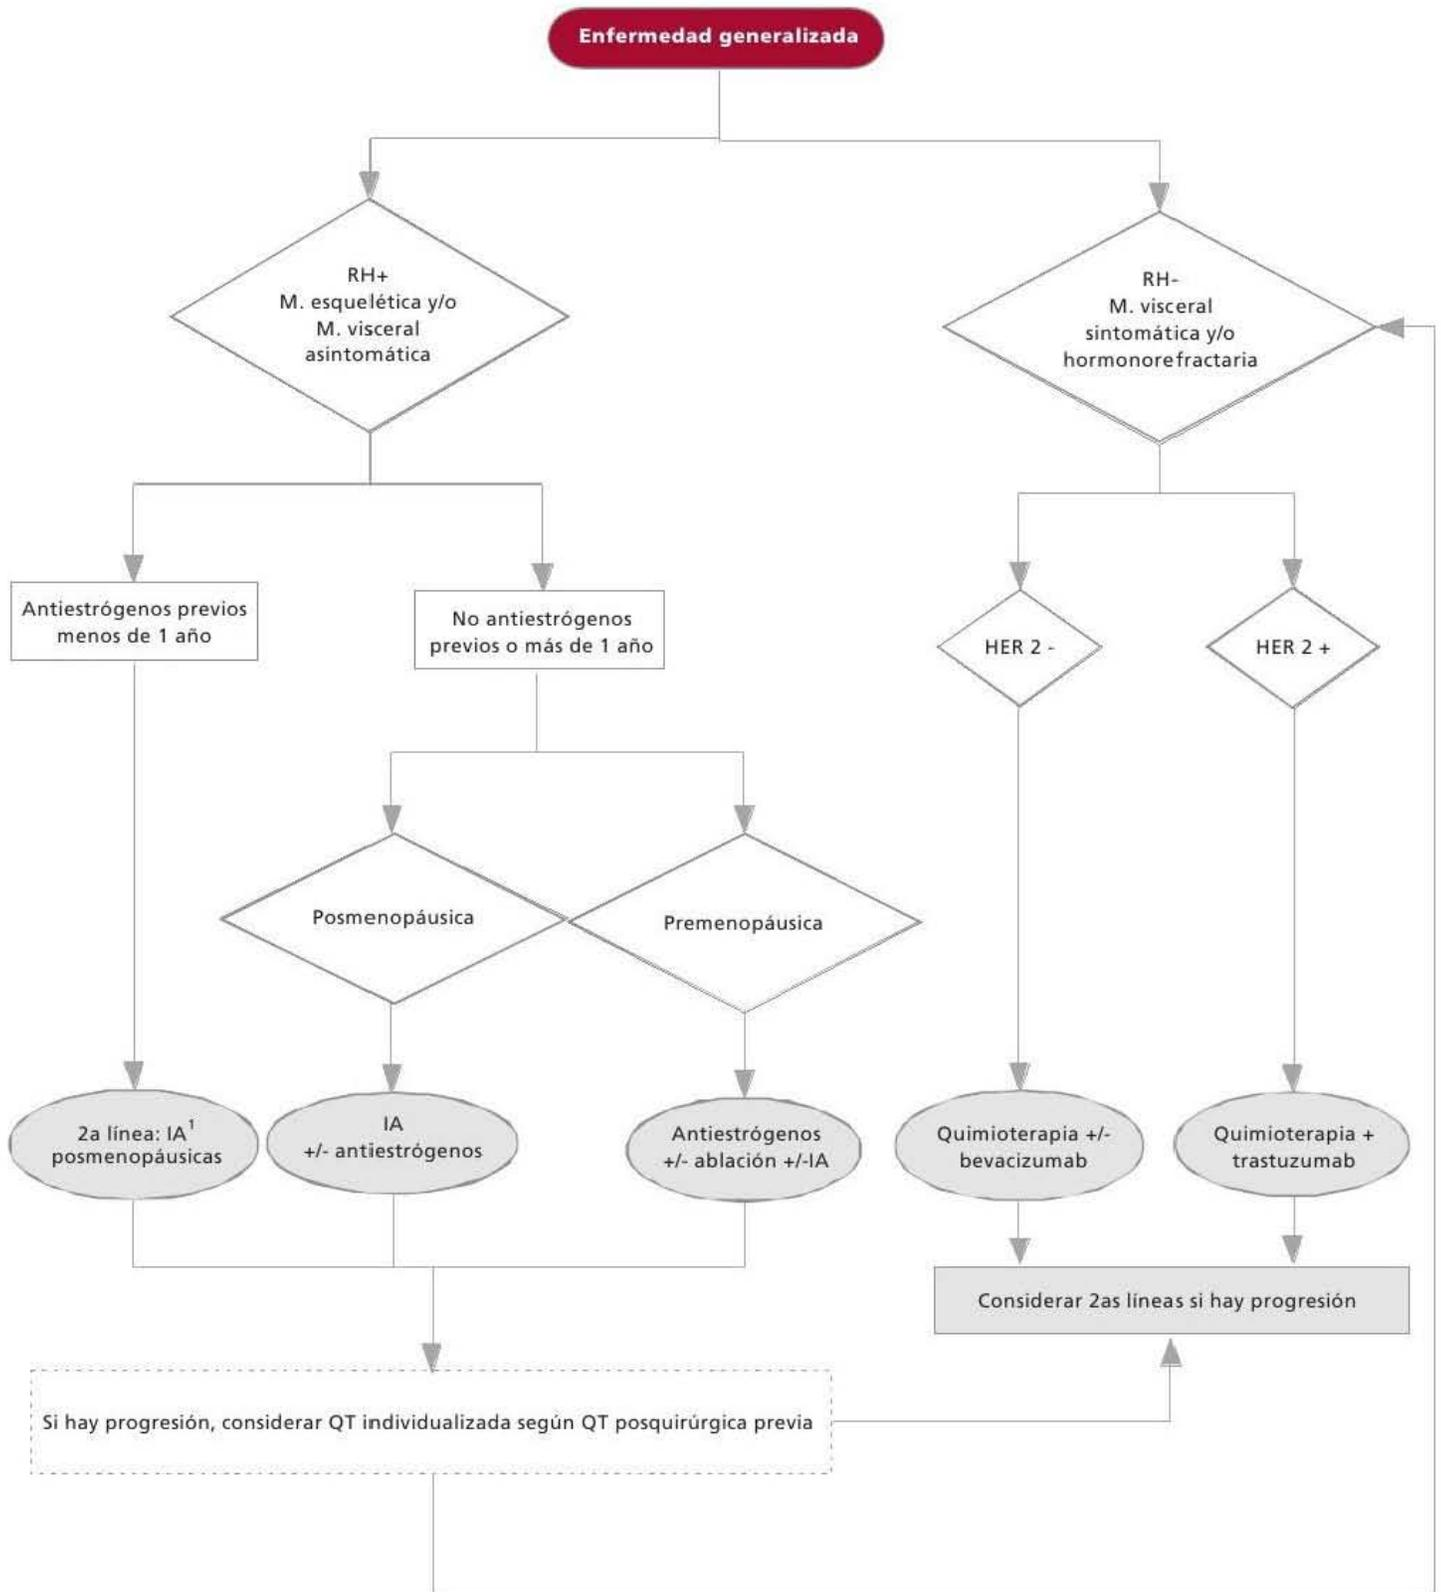 Enfermedad generalizada
RH+
M. esquelética y/o
M. visceral
asintomática
RH-
M. visceral
sintomática y/o
hormonorefractaria
Antiestrógenos previos
menos de 1 año
No antiestrógenos
previos o más de 1 año
HER 2 -
HER 2 +
Posmenopáusica
Premenopáusica
2a línea: IA¹
posmenopáusicas
IA
+/- antiestrógenos
Antiestrógenos
+/- ablación +/-IA
Quimioterapia +/-
bevacizumab
Quimioterapia +
trastuzumab
Considerar 2as líneas si hay progresión
Si hay progresión, considerar QT individualizada según QT posquirúrgica previa